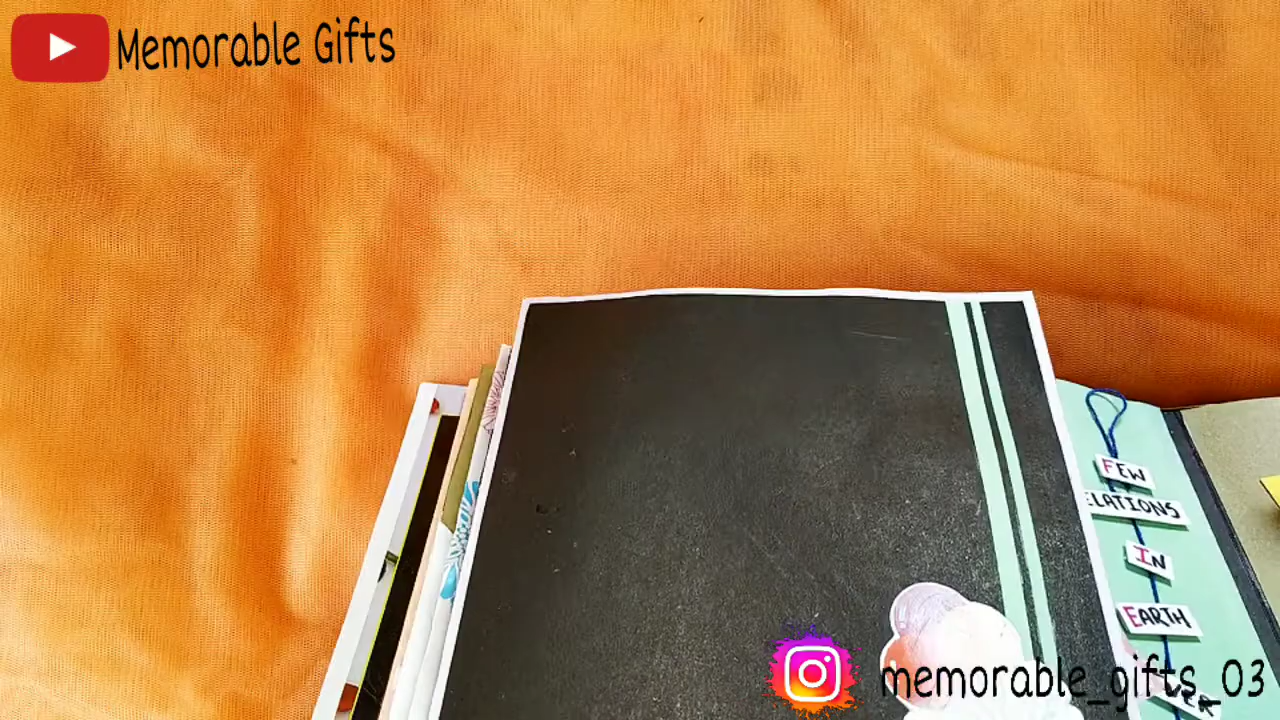 Memorable Gifts
FEW
ELATIONS
IN
EARTH
memorable_gifts_03